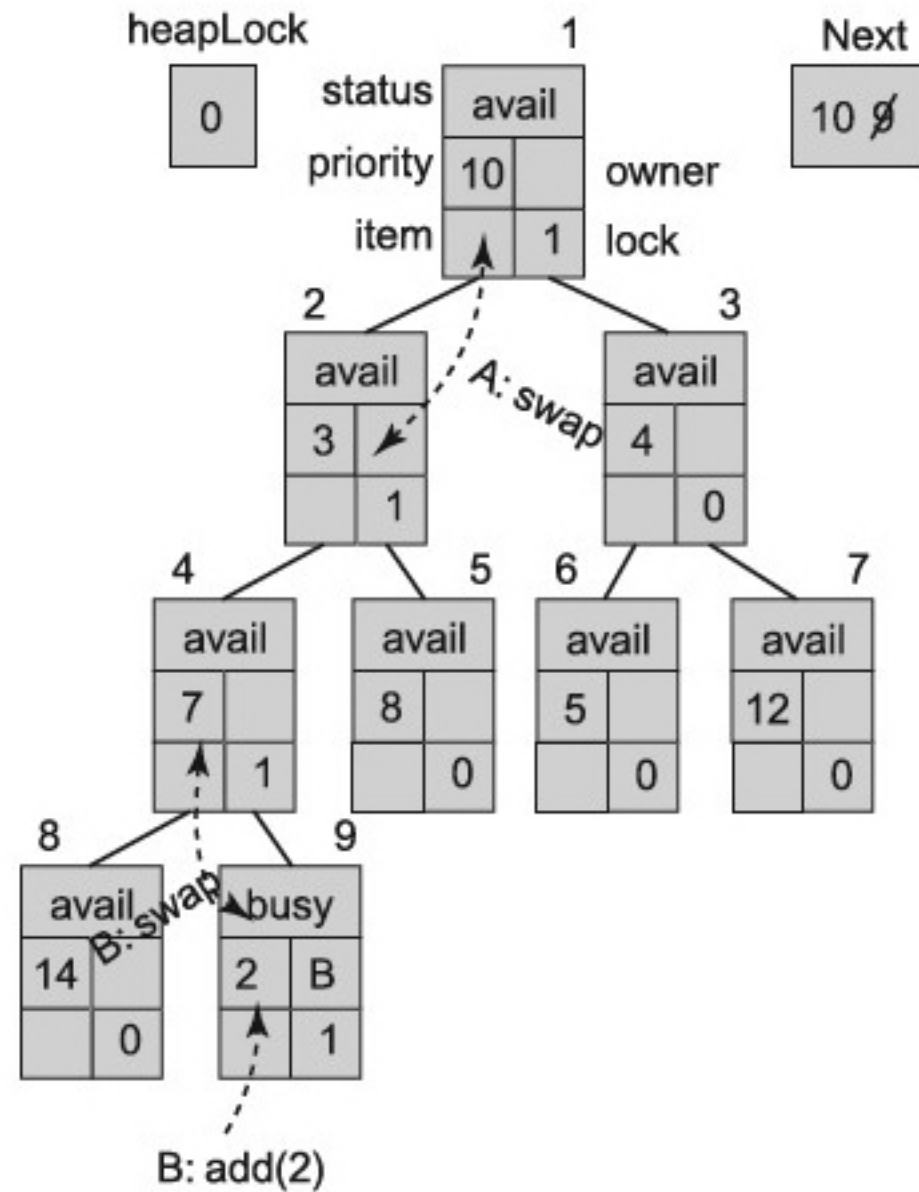 heapLock
0
1
status avail
priority 10 owner
item 1 lock
Next
10 9
2
avail
3
1
A: swap
3
avail
4
0
4
avail
7
1
5
avail
8
0
6
avail
5
0
7
avail
12
0
8
avail
14
0
B: swap
9
busy
2 B
1
B: add(2)